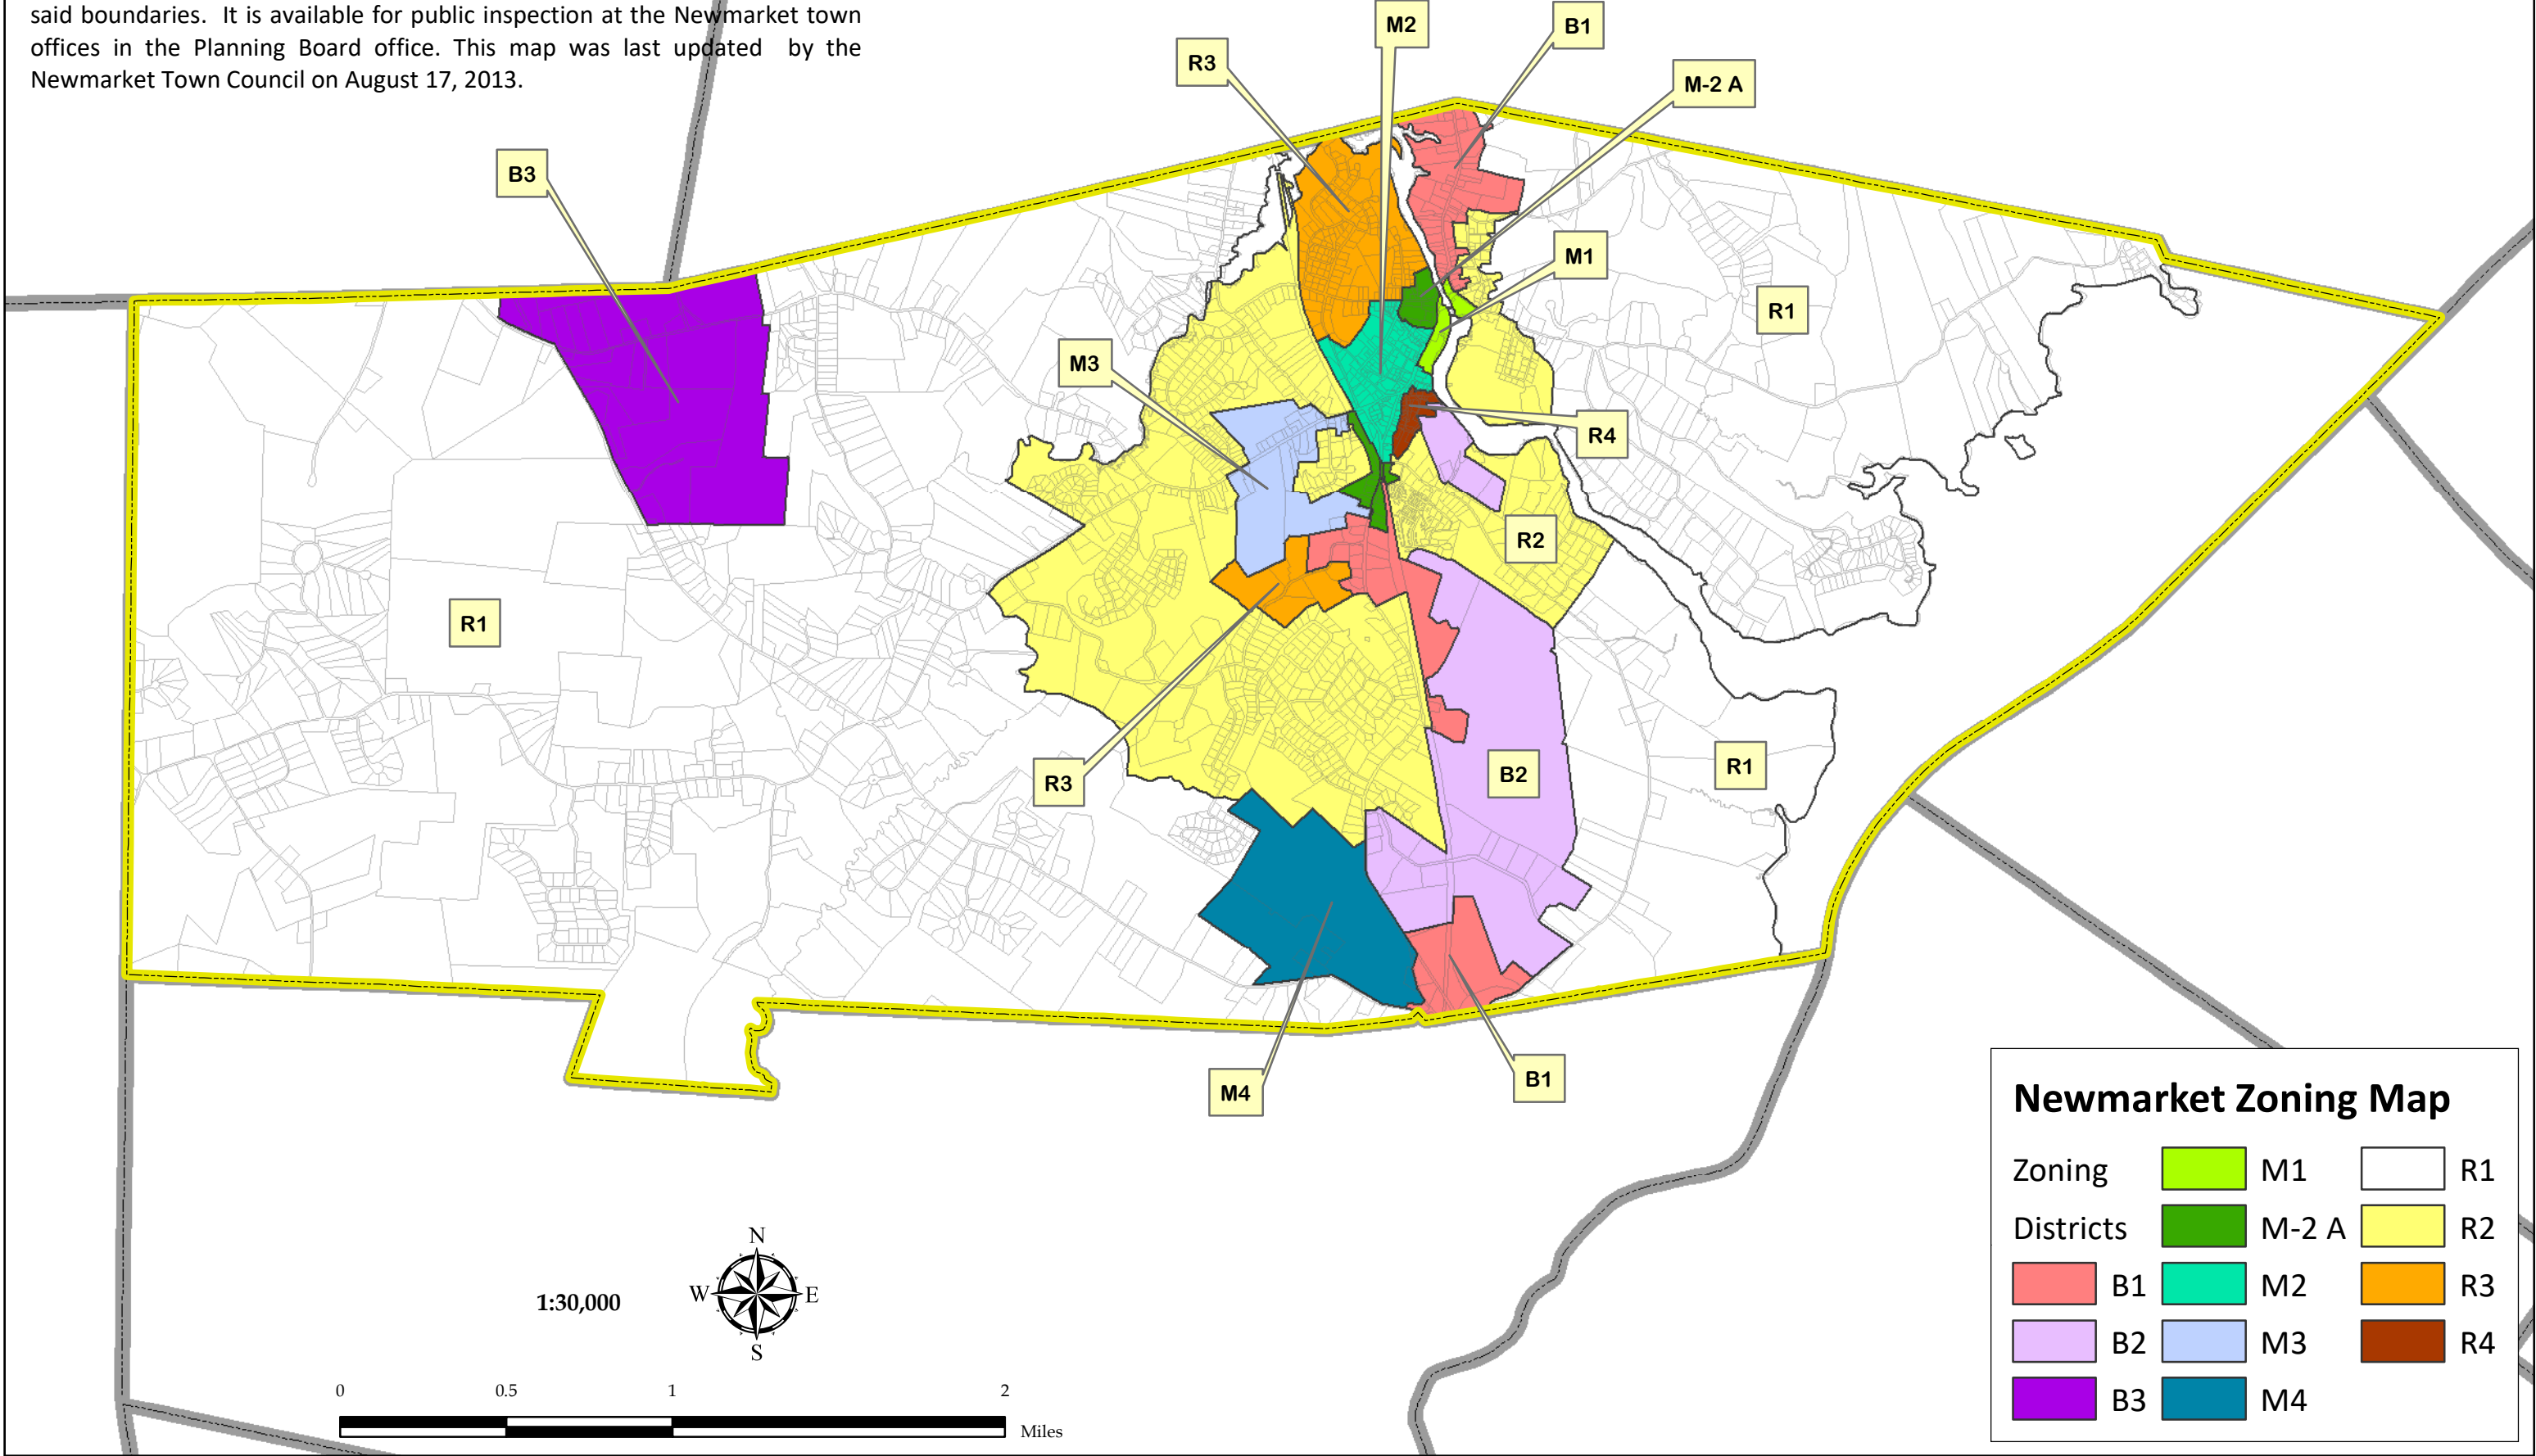 said boundaries. It is available for public inspection at the Newmarket town
offices in the Planning Board office. This map was last updated by the
Newmarket Town Council on August 17, 2013.
M2
B1
R3
M-2 A
B3
M1
R1
M3
R4
R2
R1
R1
B2
R3
B1
M4
Newmarket Zoning Map
Zoning
Districts
B1
B2
B3
M1
M-2 A
M2
M3
M4
R1
R2
R3
R4
N
W
E
S
1:30,000
0
0.5
1
2
Miles